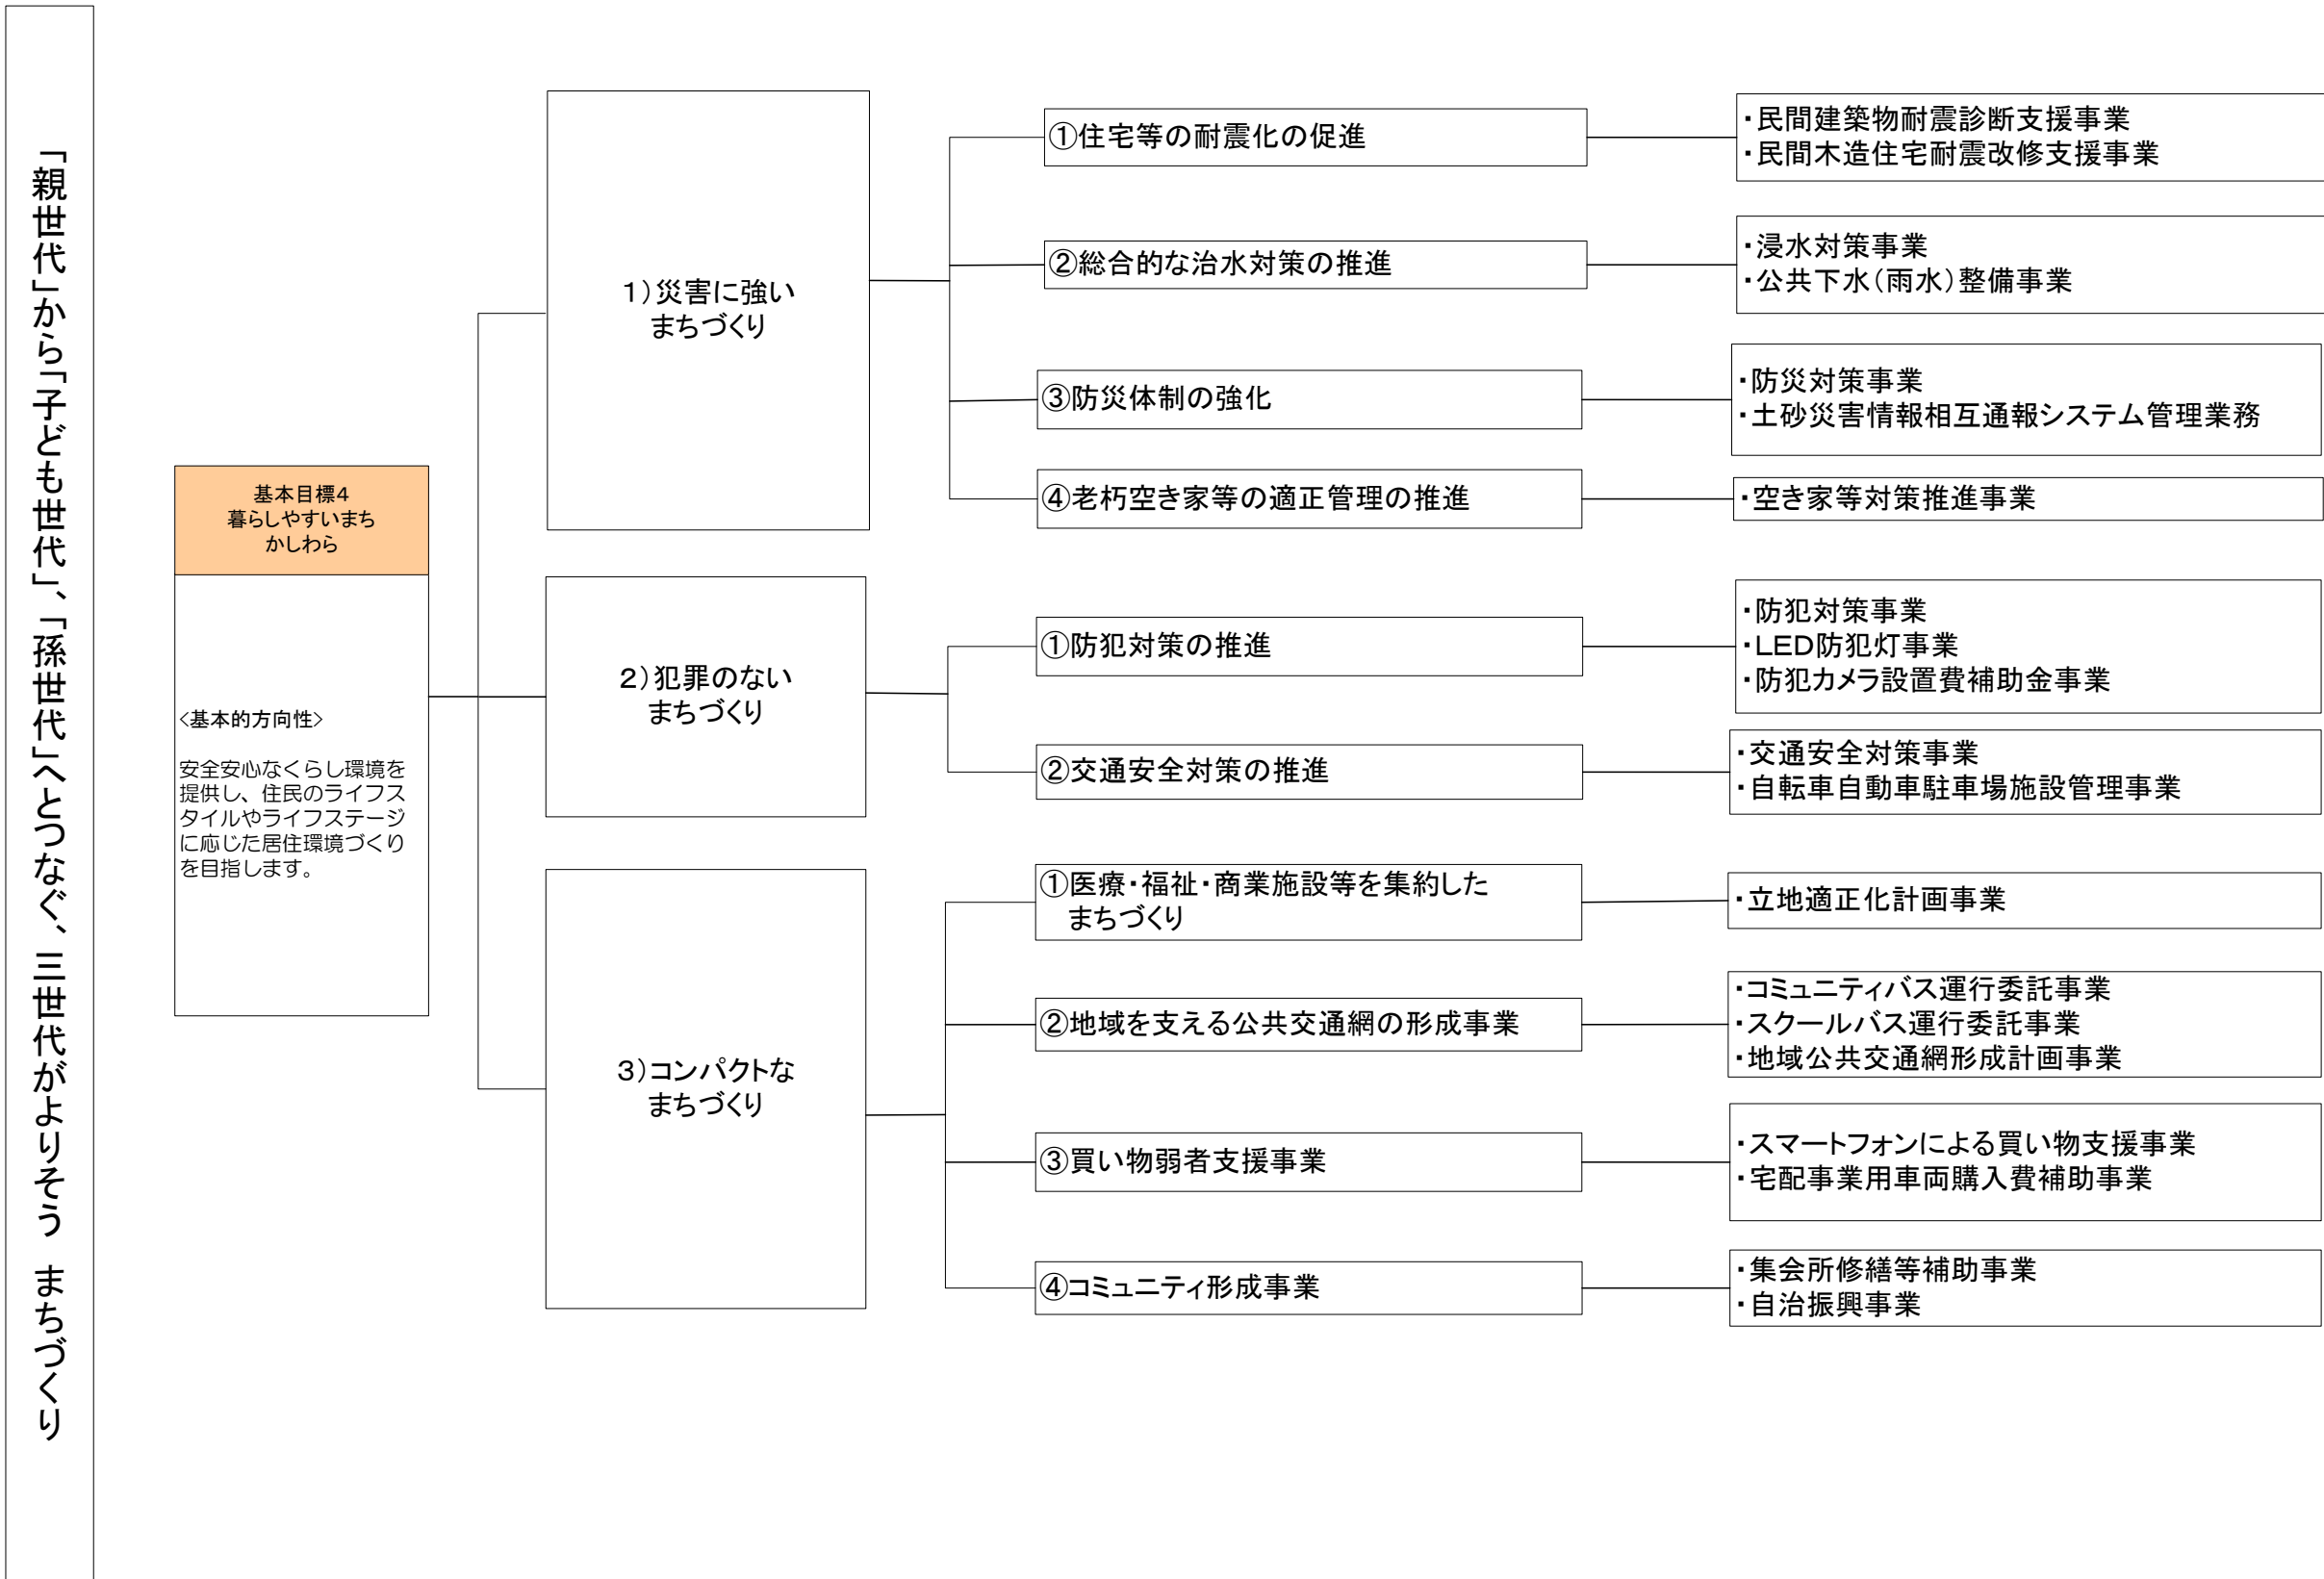 「親世代」から「子ども世代」、「孫世代」へとつなぐ、三世代がよりそう まちづくり
基本目標4
暮らしやすいまち
かしわら
<基本的方向性>
安全安心なくらし環境を
提供し、住民のライフス
タイルやライフステージ
に応じた居住環境づくり
を目指します。
1)災害に強い
まちづくり
①住宅等の耐震化の促進
・民間建築物耐震診断支援事業
・民間木造住宅耐震改修支援事業
②総合的な治水対策の推進
・浸水対策事業
・公共下水(雨水)整備事業
③防災体制の強化
・防災対策事業
・土砂災害情報相互通報システム管理業務
④老朽空き家等の適正管理の推進
・空き家等対策推進事業
2)犯罪のない
まちづくり
①防犯対策の推進
・防犯対策事業
・LED防犯灯事業
・防犯カメラ設置費補助金事業
②交通安全対策の推進
・交通安全対策事業
・自転車自動車駐車場施設管理事業
3)コンパクトな
まちづくり
①医療・福祉・商業施設等を集約した
まちづくり
・立地適正化計画事業
②地域を支える公共交通網の形成事業
・コミュニティバス運行委託事業
・スクールバス運行委託事業
・地域公共交通網形成計画事業
③買い物弱者支援事業
・スマートフォンによる買い物支援事業
・宅配事業用車両購入費補助事業
④コミュニティ形成事業
・集会所修繕等補助事業
・自治振興事業